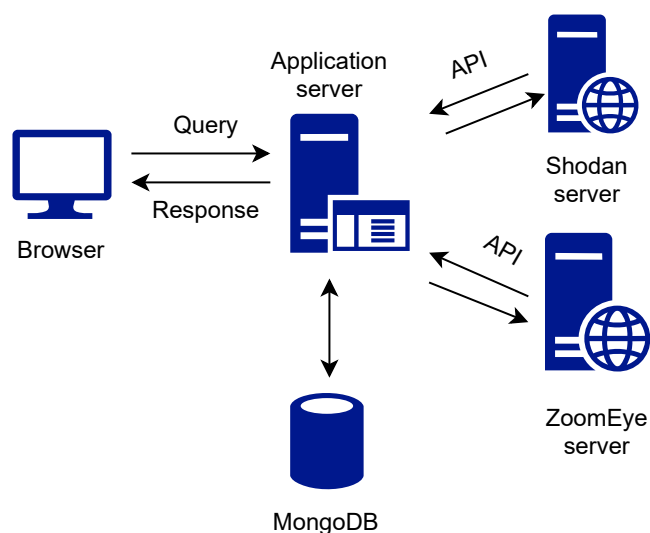 Application
server
API
Query
Response
Browser
Shodan
server
API
ZoomEye
server
MongoDB